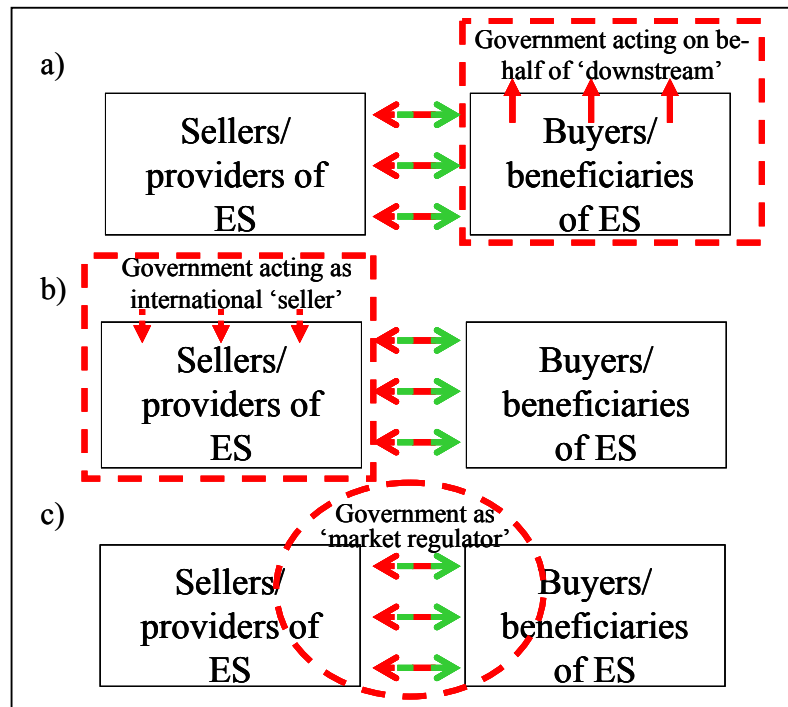 a)
Government acting on be-
half of ‘downstream’
Sellers/
providers of
ES
Buyers/
beneficiaries
of ES
b)
Government acting as
international ‘seller’
Sellers/
providers of
ES
Buyers/
beneficiaries
of ES
c)
Government as
‘market regulator’
Sellers/
providers of
ES
Buyers/
beneficiaries
of ES